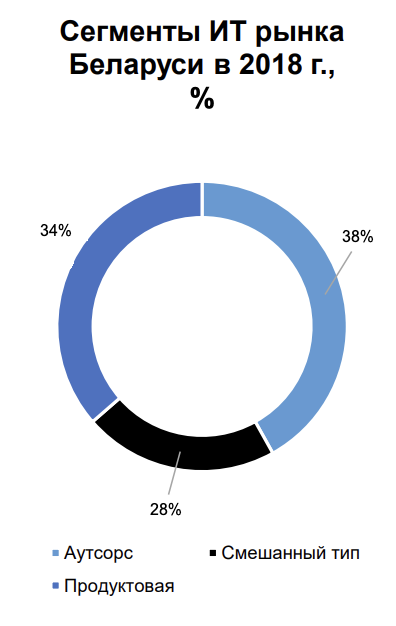 Сегменты ИТ рынка
Беларуси в 2018 г.,
%
34%
38%
28%
Аутсорс
Смешанный тип
Продуктовая